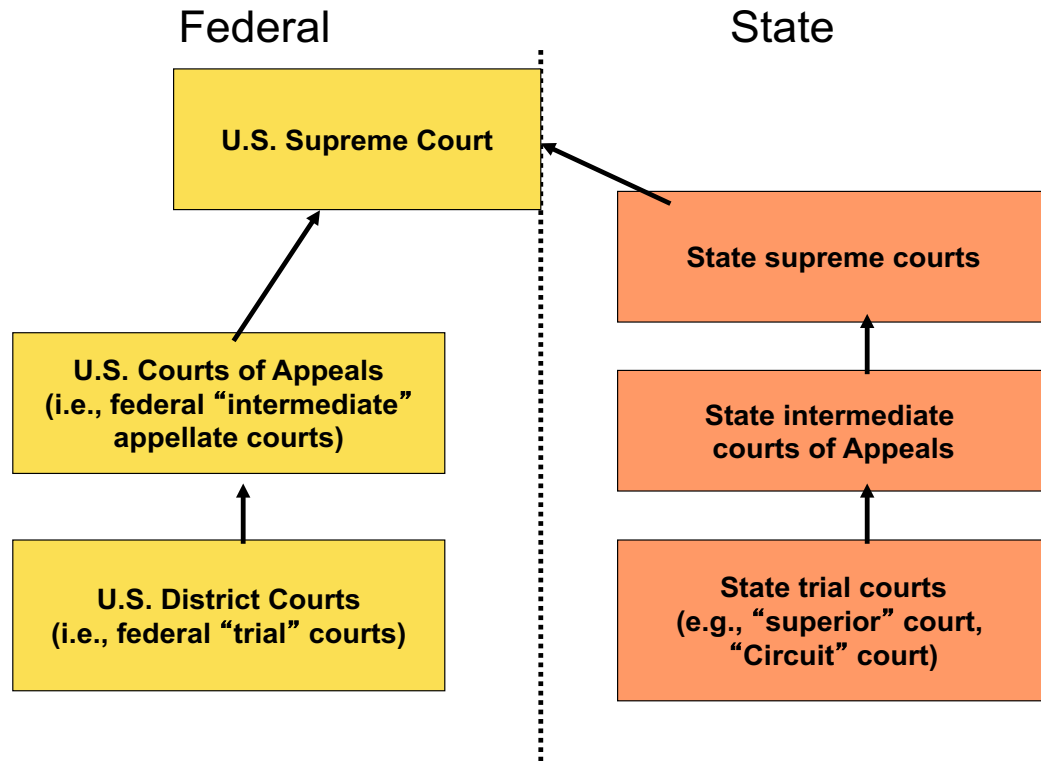 Federal
State
U.S. Supreme Court
State supreme courts
U.S. Courts of Appeals
(i.e., federal “intermediate”
appellate courts)
State intermediate
courts of Appeals
U.S. District Courts
(i.e., federal “trial” courts)
State trial courts
(e.g., “superior” court,
“Circuit” court)